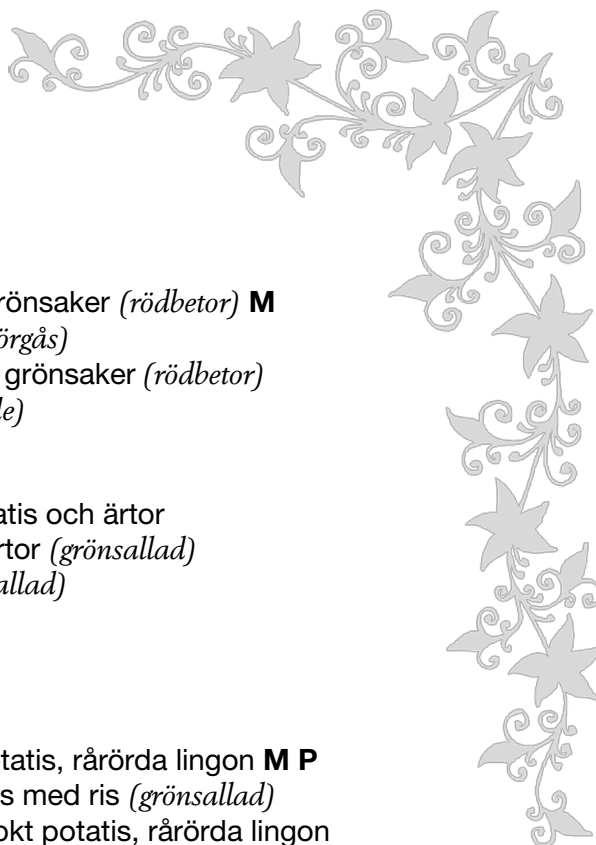 rönsaker (rödbetor) M
örgås)
grönsaker (rödbetor)
le)
atis och ärtor
rtor (grönsallad)
allad)
tatis, rårörda lingon M P
s med ris (grönsallad)
okt potatis, rårörda lingon